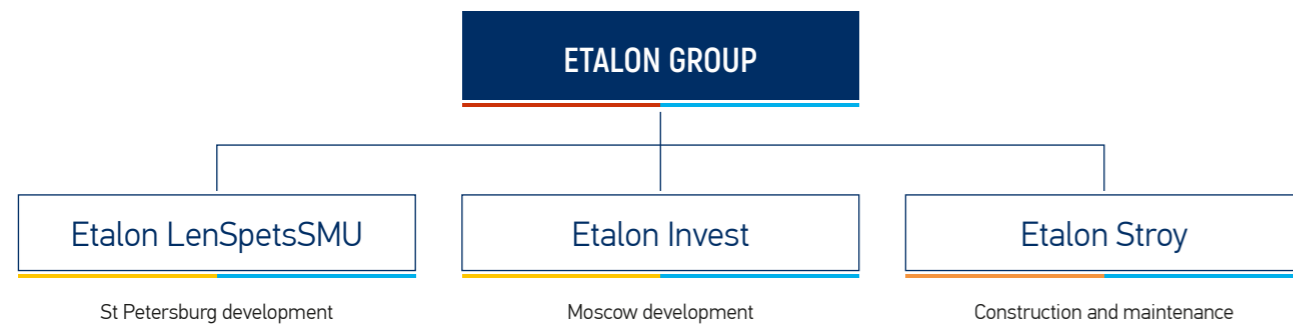 ETALON GROUP
Etalon LenSpetsSMU
Etalon Invest
Etalon Stroy
St Petersburg development
Moscow development
Construction and maintenance